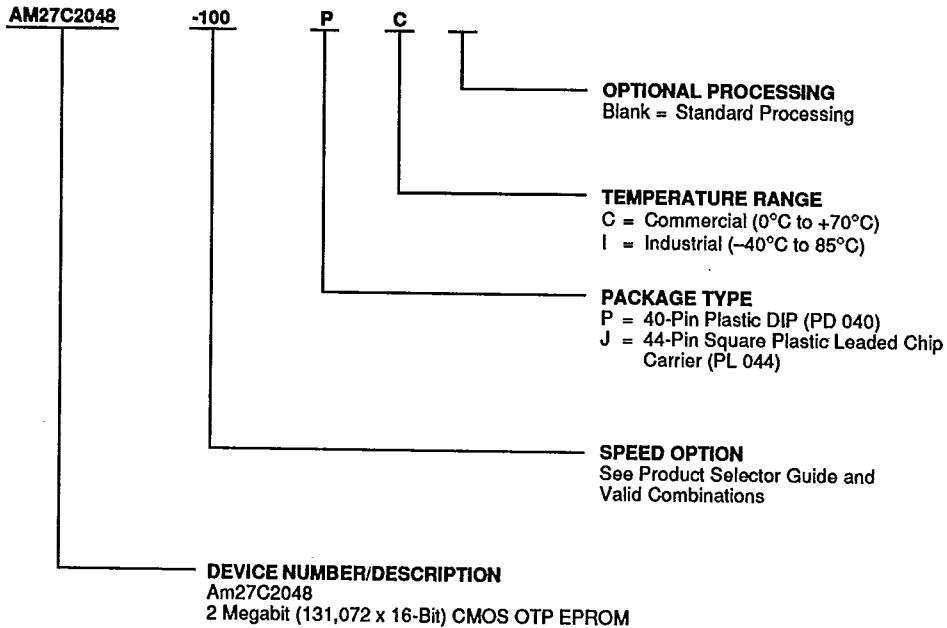 AM27C2048 -100 P C
OPTIONAL PROCESSING
Blank = Standard Processing
TEMPERATURE RANGE
C = Commercial (0°C to +70°C)
I = Industrial (–40°C to 85°C)
PACKAGE TYPE
P = 40-Pin Plastic DIP (PD 040)
J = 44-Pin Square Plastic Leaded Chip
Carrier (PL 044)
SPEED OPTION
See Product Selector Guide and
Valid Combinations
DEVICE NUMBER/DESCRIPTION
Am27C2048
2 Megabit (131,072 x 16-Bit) CMOS OTP EPROM